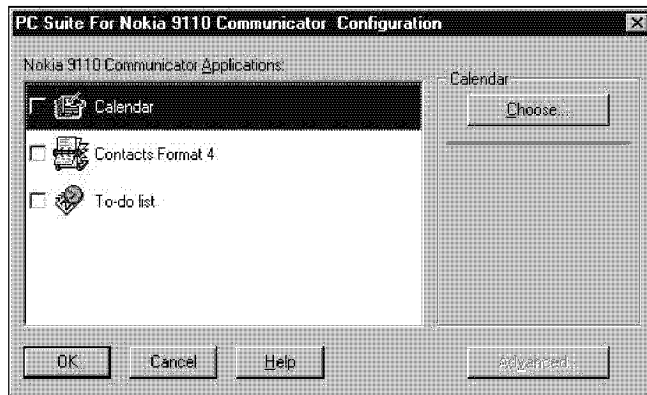 PC Suite For Nokia 9110 Communicator Configuration
Nokia 9110 Communicator Applications:
Calendar
Choose...
Calendar
Contacts Format 4
To-do list
OK
Cancel
Help
Advanced...